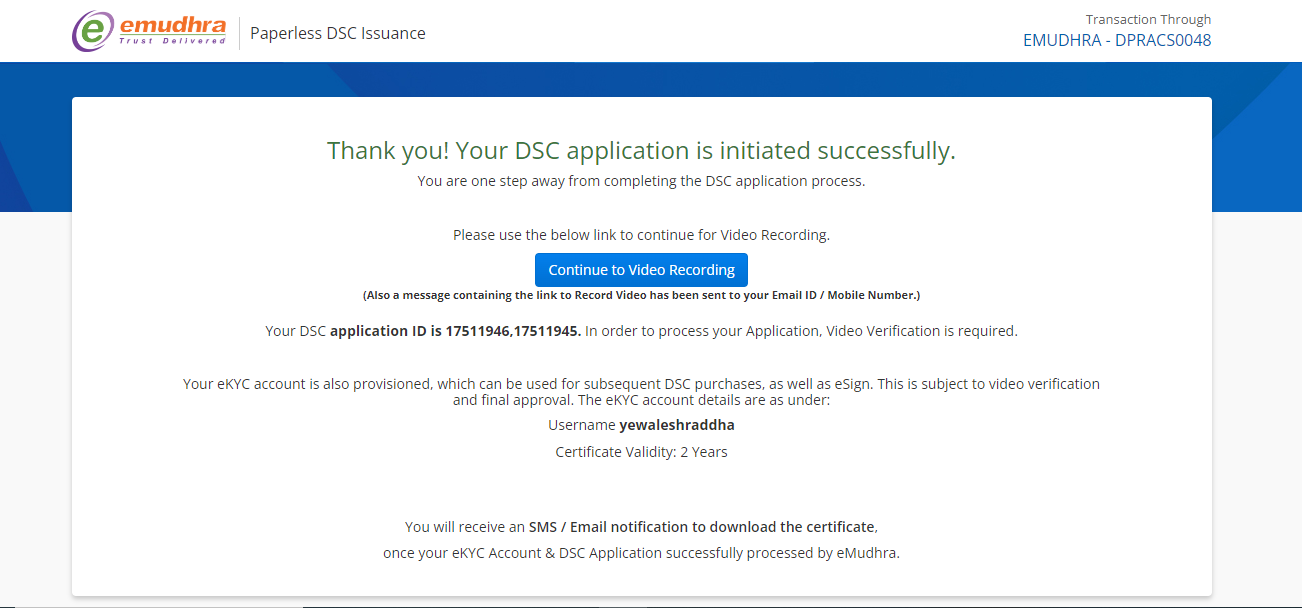 emudhra
Trust Delivered
Paperless DSC Issuance
Transaction Through
EMUDHRA - DPRACS0048
Thank you! Your DSC application is initiated successfully.
You are one step away from completing the DSC application process.
Please use the below link to continue for Video Recording.
Continue to Video Recording
(Also a message containing the link to Record Video has been sent to your Email ID / Mobile Number.)
Your DSC application ID is 17511946,17511945. In order to process your Application, Video Verification is required.
Your eKYC account is also provisioned, which can be used for subsequent DSC purchases, as well as eSign. This is subject to video verification
and final approval. The eKYC account details are as under:
Username yewaleshraddha
Certificate Validity: 2 Years
You will receive an SMS / Email notification to download the certificate,
once your eKYC Account & DSC Application successfully processed by eMudhra.